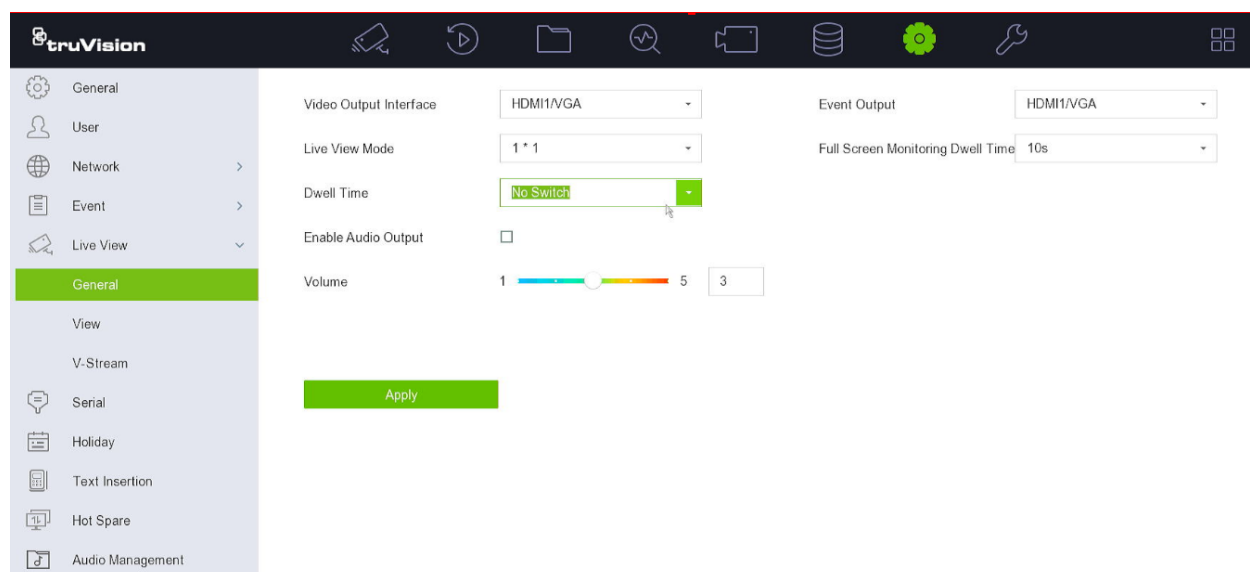 truVision
General
User
Network
Event
Live View
General
View
V-Stream
Serial
Holiday
Text Insertion
Hot Spare
Audio Management
Video Output Interface HDMI1/VGA Event Output HDMI1/VGA
Live View Mode 1 * 1 Full Screen Monitoring Dwell Time 10s
Dwell Time No Switch
Enable Audio Output
Volume 1 5 3
Apply